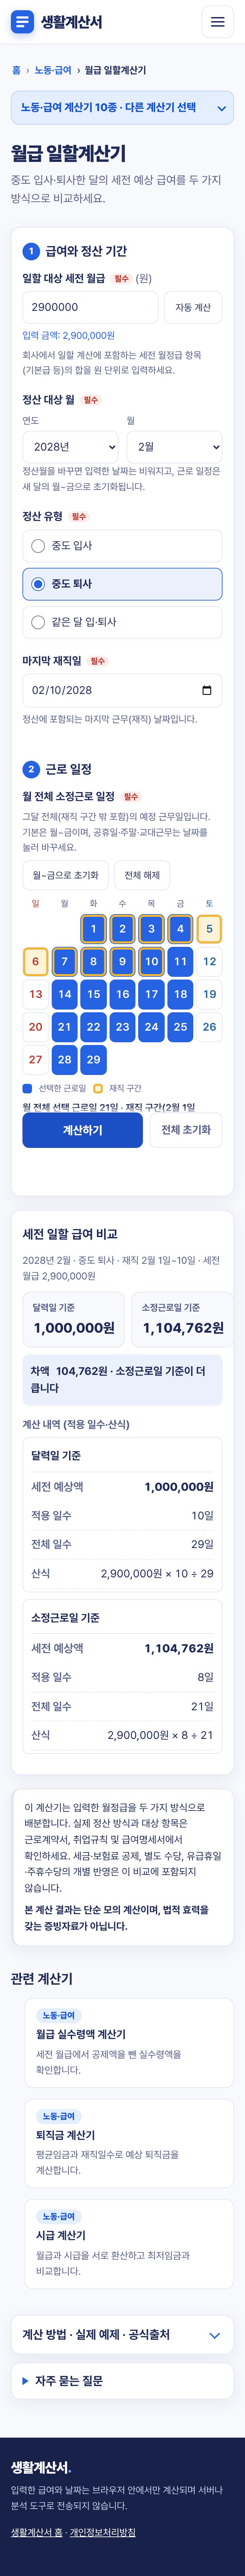 생활계산서
홈 › 노동·급여 › 월급 일할계산기
노동·급여 계산기 10종 · 다른 계산기 선택
월급 일할계산기
중도 입사·퇴사한 달의 세전 예상 급여를 두 가지
방식으로 비교하세요.
1 급여와 정산 기간
일할 대상 세전 월급 필수 (원)
2900000 자동 계산
입력 금액: 2,900,000원
회사에서 일할 계산에 포함하는 세전 월정급 항목
(기본급 등)의 합을 원 단위로 입력하세요.
정산 대상 월 필수
연도 월
2028년 2월
정산월을 바꾸면 입력한 날짜는 비워지고, 근로 일정은
새 달의 월~금으로 초기화됩니다.
정산 유형 필수
중도 입사
중도 퇴사
같은 달 입·퇴사
마지막 재직일 필수
02/10/2028
정산에 포함되는 마지막 근무(재직) 날짜입니다.
2 근로 일정
월 전체 소정근로 일정 필수
그달 전체(재직 구간 밖 포함)의 예정 근무일입니다.
기본은 월~금이며, 공휴일·주말·교대근무는 날짜를
눌러 바꾸세요.
월~금으로 초기화 전체 해제
일 월 화 수 목 금 토
1 2 3 4 5
6 7 8 9 10 11 12
13 14 15 16 17 18 19
20 21 22 23 24 25 26
27 28 29
선택한 근로일 재직 구간
월 전체 선택 근로일 21일 · 재직 구간(2월 1일
계산하기 전체 초기화
세전 일할 급여 비교
2028년 2월 · 중도 퇴사 · 재직 2월 1일~10일 · 세전
월급 2,900,000원
달력일 기준 소정근로일 기준
1,000,000원 1,104,762원
차액 104,762원 · 소정근로일 기준이 더
큽니다
계산 내역 (적용 일수·산식)
달력일 기준
세전 예상액 1,000,000원
적용 일수 10일
전체 일수 29일
산식 2,900,000원 × 10 ÷ 29
소정근로일 기준
세전 예상액 1,104,762원
적용 일수 8일
전체 일수 21일
산식 2,900,000원 × 8 ÷ 21
이 계산기는 입력한 월정급을 두 가지 방식으로
배분합니다. 실제 정산 방식과 대상 항목은
근로계약서, 취업규칙 및 급여명세서에서
확인하세요. 세금·보험료 공제, 별도 수당, 유급휴일
·주휴수당의 개별 반영은 이 비교에 포함되지
않습니다.
본 계산 결과는 단순 모의 계산이며, 법적 효력을
갖는 증빙자료가 아닙니다.
관련 계산기
노동·급여
월급 실수령액 계산기
세전 월급에서 공제액을 뺀 실수령액을
확인합니다.
노동·급여
퇴직금 계산기
평균임금과 재직일수로 예상 퇴직금을
계산합니다.
노동·급여
시급 계산기
월급과 시급을 서로 환산하고 최저임금과
비교합니다.
계산 방법 · 실제 예제 · 공식출처
자주 묻는 질문
생활계산서.
입력한 급여와 날짜는 브라우저 안에서만 계산되며 서버나
분석 도구로 전송되지 않습니다.
생활계산서 홈 · 개인정보처리방침